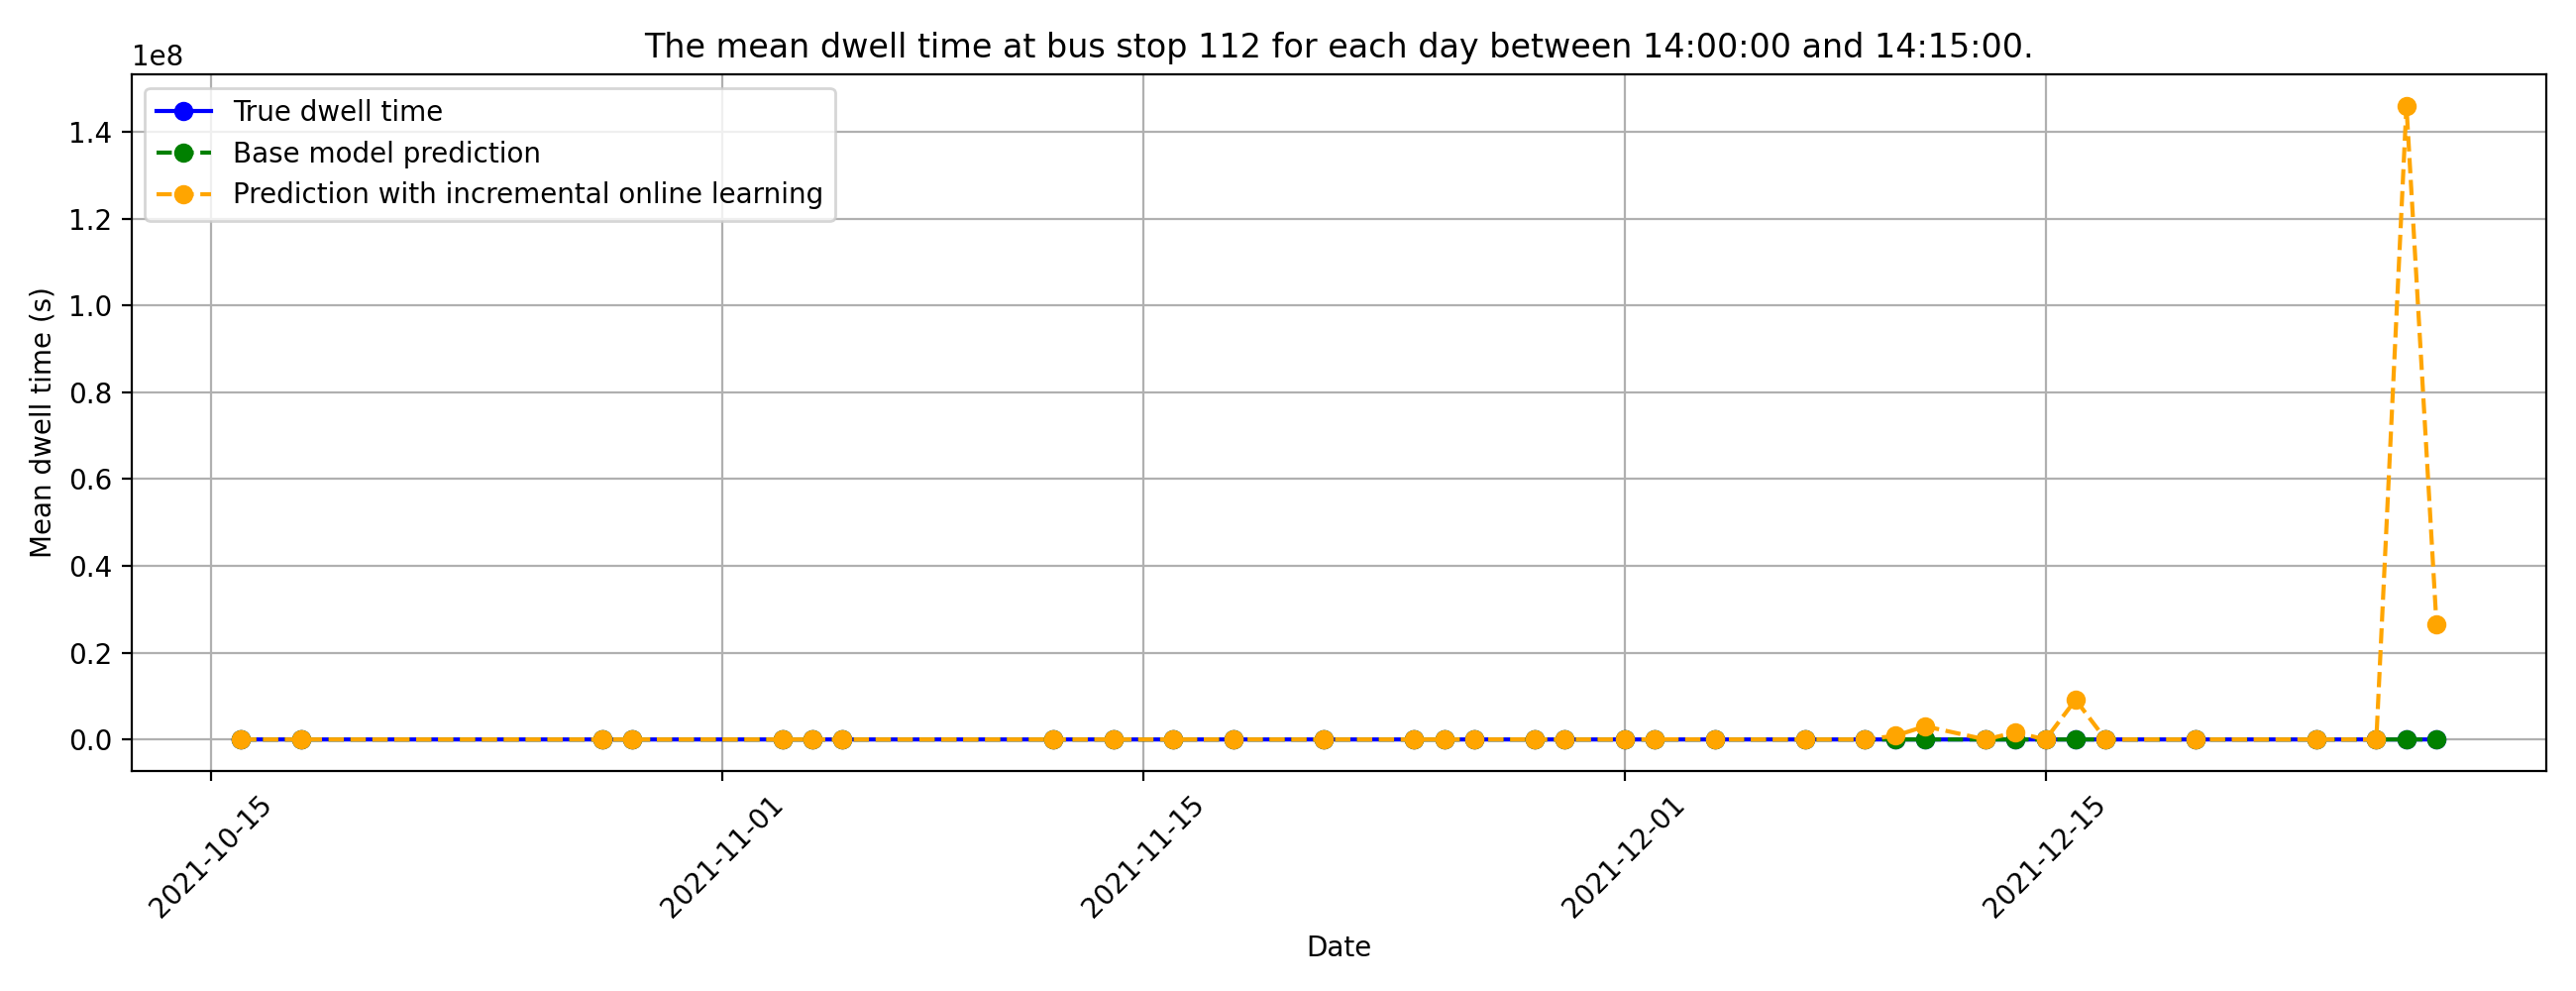 The mean dwell time at bus stop 112 for each day between 14:00:00 and 14:15:00.
1e8
True dwell time
Base model prediction
Prediction with incremental online learning
Mean dwell time (s)
1.4
1.2
1.0
0.8
0.6
0.4
0.2
0.0
2021-10-15
2021-11-01
2021-11-15
2021-12-01
2021-12-15
Date